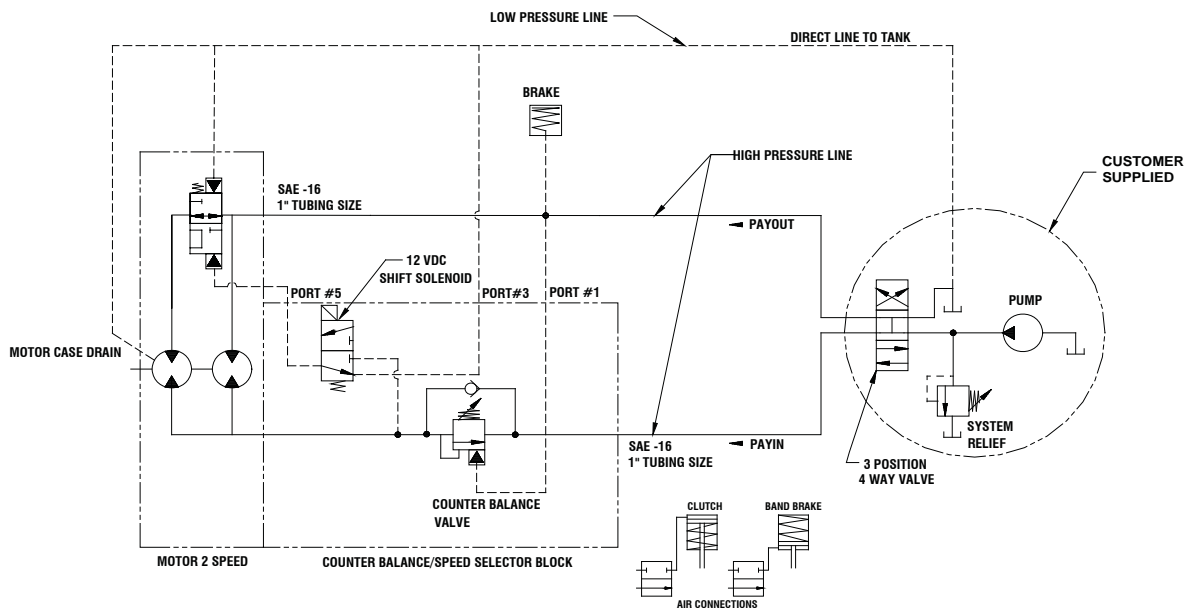 LOW PRESSURE LINE
DIRECT LINE TO TANK
BRAKE
HIGH PRESSURE LINE
CUSTOMER
SUPPLIED
SAE -16
1" TUBING SIZE
PAYOUT
12 VDC
SHIFT SOLENOID
PORT #5
PORT#3
PORT #1
PUMP
MOTOR CASE DRAIN
SYSTEM
RELIEF
PAYIN
SAE -16
1" TUBING SIZE
3 POSITION
4 WAY VALVE
COUNTER BALANCE
VALVE
CLUTCH
BAND BRAKE
MOTOR 2 SPEED
COUNTER BALANCE/SPEED SELECTOR BLOCK
AIR CONNECTIONS